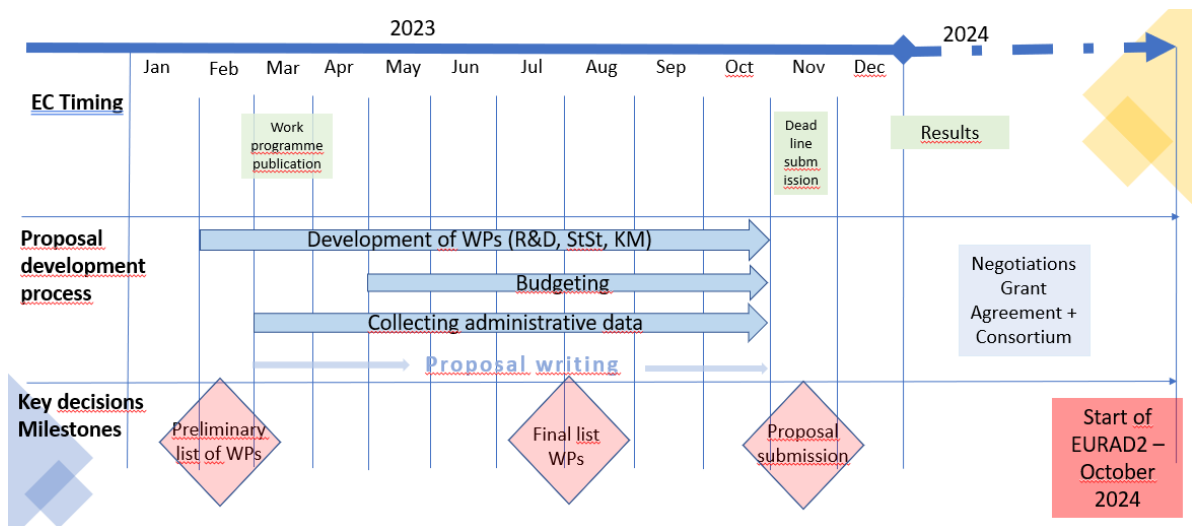 2023
2024
Jan Feb Mar Apr May Jun Jul Aug Sep Oct Nov Dec
EC Timing
Work
programme
publication
Dead
line
subm
ission
Results
Proposal
development
process
Development of WPs (R&D, StSt, KM)
Budgeting
Collecting administrative data
Proposal writing
Negotiations
Grant
Agreement +
Consortium
Key decisions
Milestones
Preliminary
list of WPs
Final list
WPs
Proposal
submission
Start of
EURAD2 –
October
2024